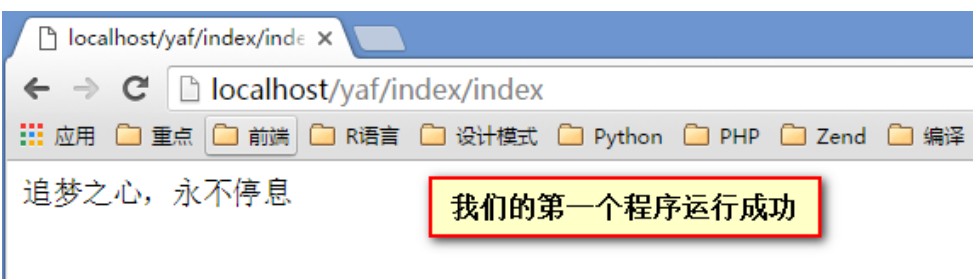 localhost/yaf/index/inde
localhost/yaf/index/index
应用 重点 前端 R语言 设计模式 Python PHP Zend 编译
追梦之心，永不停息
我们的第一个程序运行成功